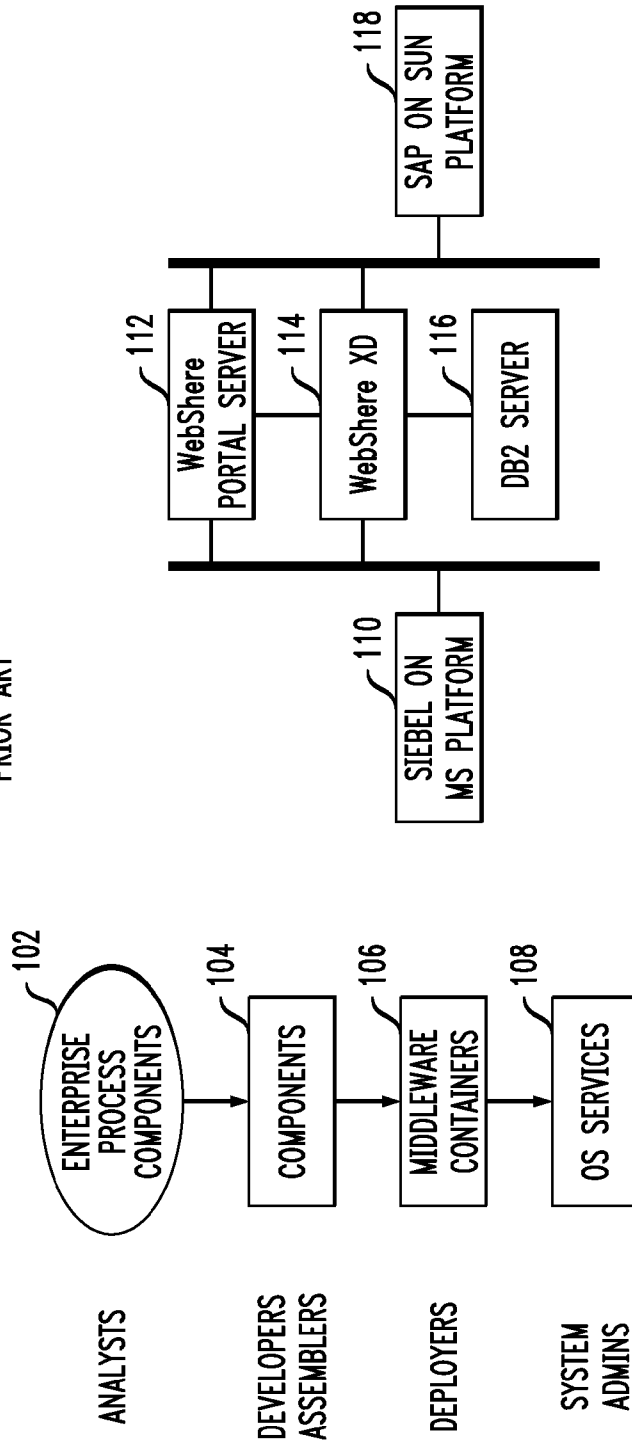 PRIOR ART
102
ANALYSTS
ENTERPRISE
PROCESS
COMPONENTS
104
DEVELOPERS
ASSEMBLERS
COMPONENTS
106
DEPLOYERS
MIDDLEWARE
CONTAINERS
108
SYSTEM
ADMINS
OS SERVICES
112
WebShere
PORTAL SERVER
114
WebShere XD
116
DB2 SERVER
110
SIEBEL ON
MS PLATFORM
118
SAP ON SUN
PLATFORM